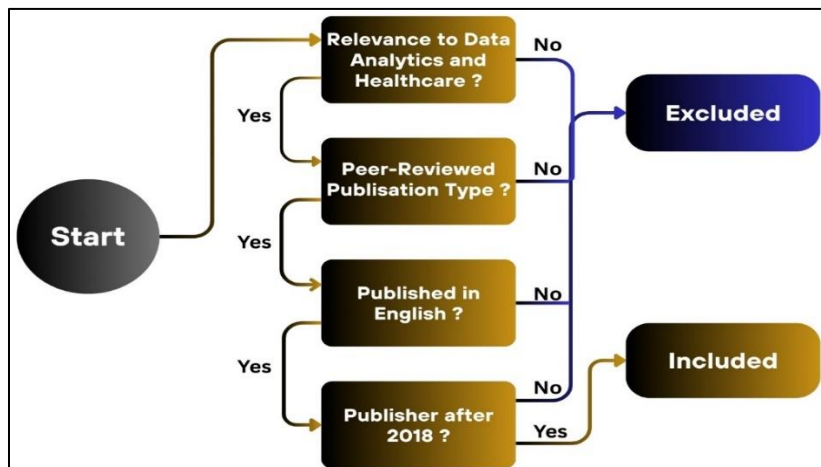 Relevance to Data
Analytics and
Healthcare ?
No
Excluded
Yes
Peer-Reviewed
Publisation Type ?
No
Start
Yes
Published in
English ?
No
Included
Yes
Publisher after
2018 ?
No
Yes